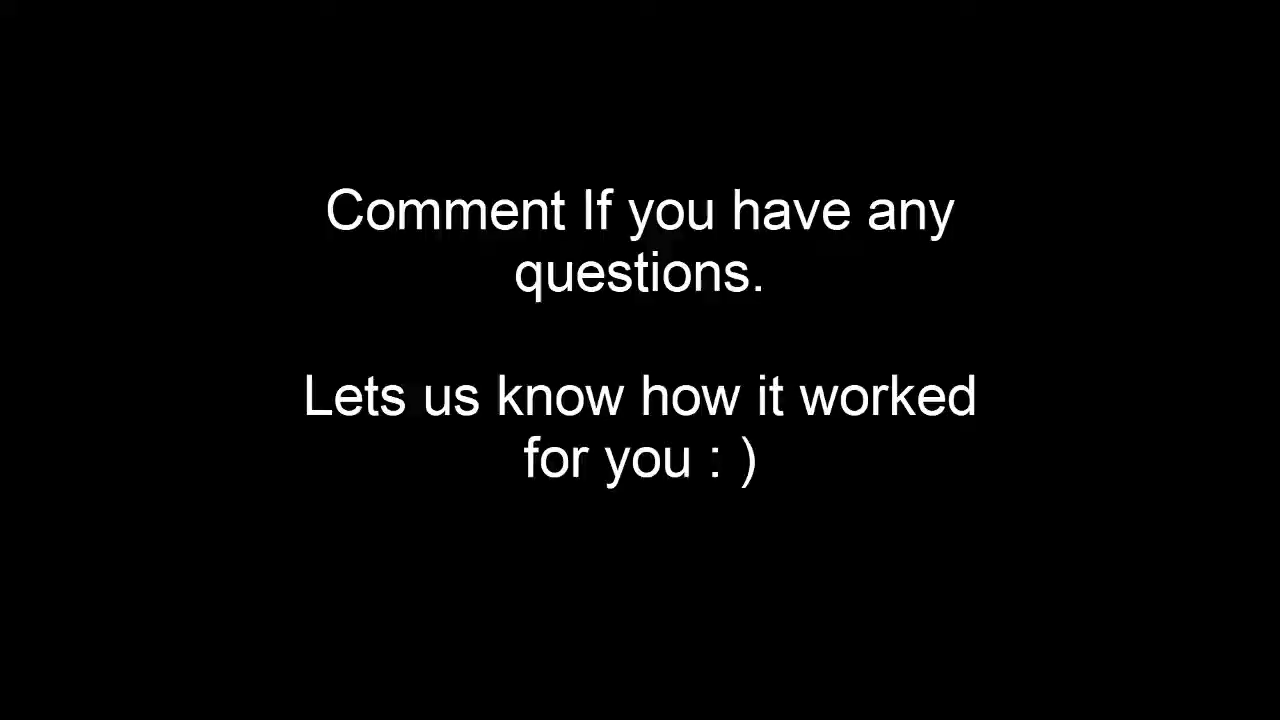 Comment If you have any
questions.
Lets us know how it worked
for you : )